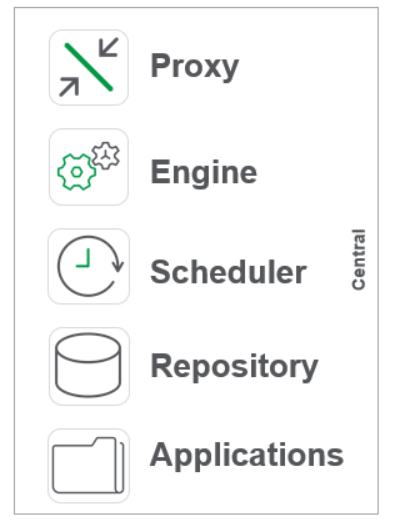 Proxy
Engine
Scheduler
Central
Repository
Applications